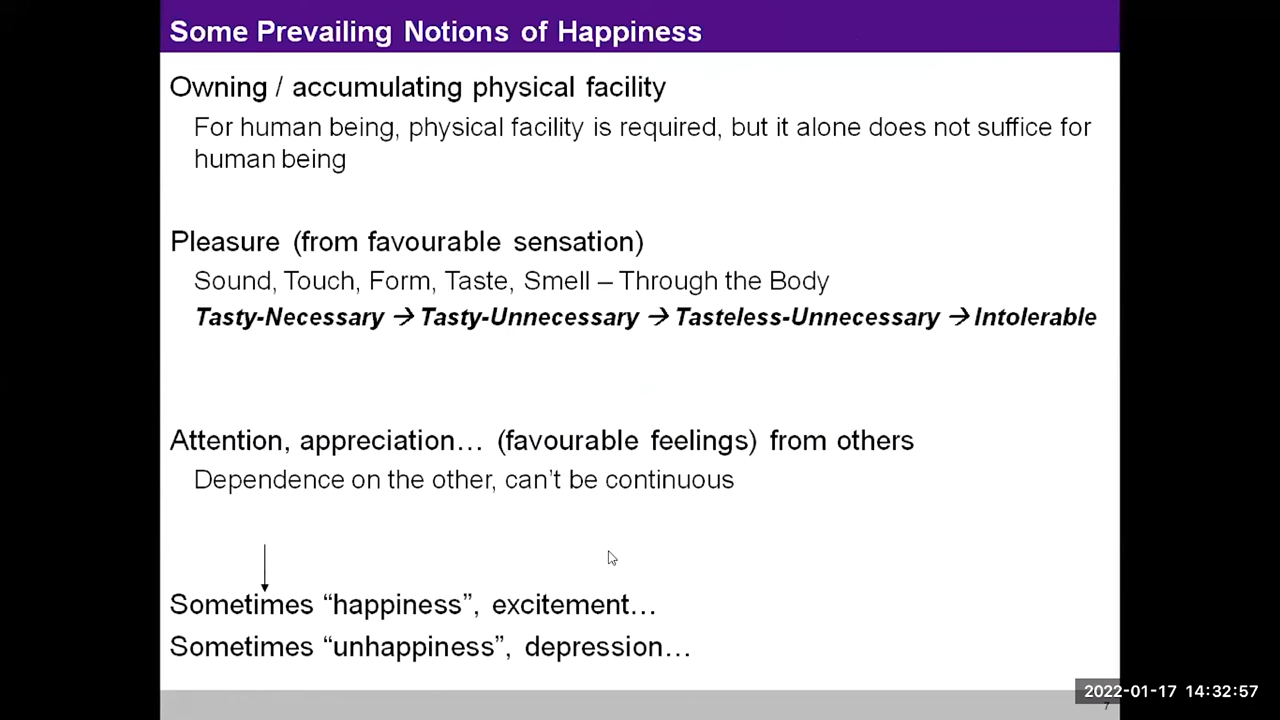 Some Prevailing Notions of Happiness
Owning / accumulating physical facility
For human being, physical facility is required, but it alone does not suffice for
human being
Pleasure (from favourable sensation)
Sound, Touch, Form, Taste, Smell – Through the Body
Tasty-Necessary → Tasty-Unnecessary → Tasteless-Unnecessary → Intolerable
Attention, appreciation… (favourable feelings) from others
Dependence on the other, can’t be continuous
Sometimes “happiness”, excitement…
Sometimes “unhappiness”, depression…
2022-01-17 14:32:57
7